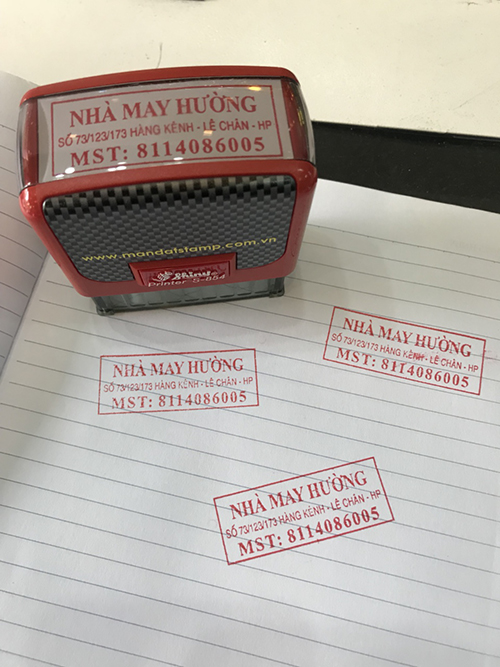 NHÀ MAY HƯỜNG
SỐ 73/123/173 HÀNG KÊNH - LÊ CHÂN - HP
MST: 8114086005
www.mandatstamp.com.vn
Shiny
Printer S-854
NHÀ MAY HƯỜNG
SỐ 73/123/173 HÀNG KÊNH - LÊ CHÂN - HP
MST: 8114086005
NHÀ MAY HƯỜNG
SỐ 73/123/173 HÀNG KÊNH - LÊ CHÂN - HP
MST: 8114086005
NHÀ MAY HƯỜNG
SỐ 73/123/173 HÀNG KÊNH - LÊ CHÂN - HP
MST: 8114086005